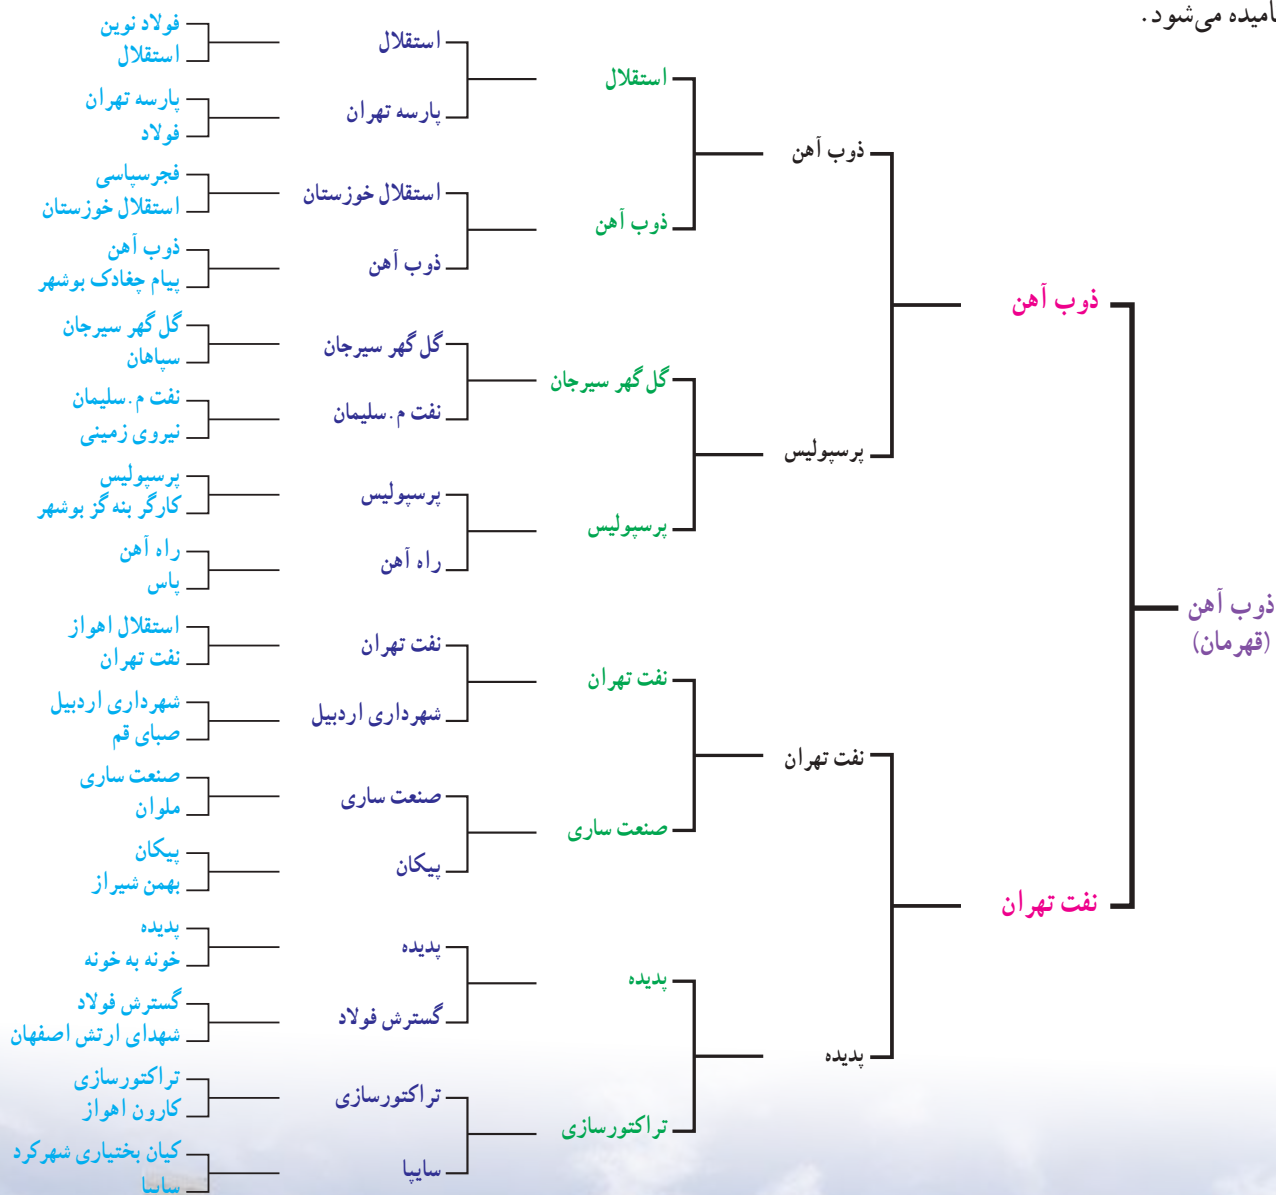 نامیده می‌شود.
فولاد نوین
استقلال
پارسه تهران
فولاد
فجرسپاسی
استقلال خوزستان
ذوب آهن
پیام چغادک بوشهر
گل گهر سیرجان
سپاهان
نفت م.سلیمان
نیروی زمینی
پرسپولیس
کارگر بنه گز بوشهر
راه آهن
پاس
استقلال اهواز
نفت تهران
شهرداری اردبیل
صبای قم
صنعت ساری
ملوان
پیکان
بهمن شیراز
پدیده
خونه به خونه
گسترش فولاد
شهدای ارتش اصفهان
تراکتورسازی
کارون اهواز
کیان بختیاری شهرکرد
سایپا
استقلال
پارسه تهران
استقلال خوزستان
ذوب آهن
گل گهر سیرجان
نفت م.سلیمان
پرسپولیس
راه آهن
نفت تهران
شهرداری اردبیل
صنعت ساری
پیکان
پدیده
گسترش فولاد
تراکتورسازی
سایپا
استقلال
ذوب آهن
گل گهر سیرجان
پرسپولیس
نفت تهران
صنعت ساری
پدیده
تراکتورسازی
ذوب آهن
پرسپولیس
نفت تهران
پدیده
ذوب آهن
نفت تهران
ذوب آهن
(قهرمان)